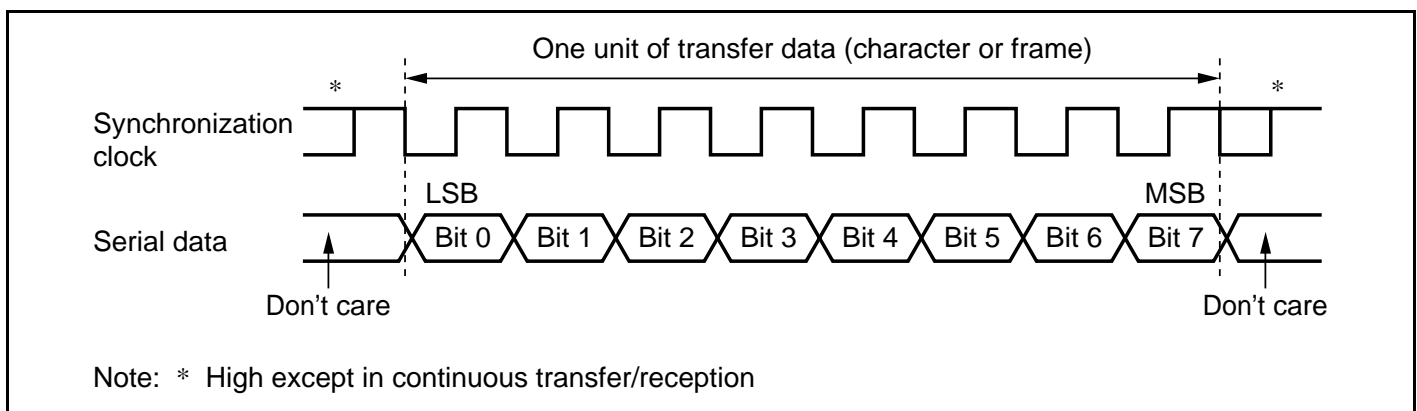 One unit of transfer data (character or frame)
* *
Synchronization
clock
LSB MSB
Serial data Bit 0 Bit 1 Bit 2 Bit 3 Bit 4 Bit 5 Bit 6 Bit 7
Don’t care Don’t care
Note: * High except in continuous transfer/reception